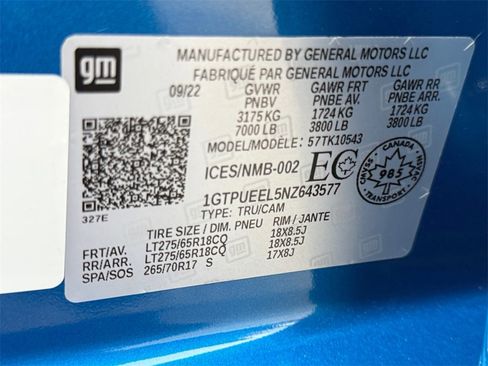 gm
MANUFACTURED BY GENERAL MOTORS LLC
FABRIQUÉ PAR GENERAL MOTORS LLC
09/22 GVWR GAWR FRT GAWR RR
PNBV PNBE AV. PNBE ARR.
3175 KG 1724 KG 1724 KG
7000 LB 3800 LB 3800 LB
MODEL/MODÈLE: 57TK10543
ICES/NMB-002 EC
CANADA
985
CMVSS NSVAC
TRANSPORT
1GTPUEEL5NZ643577
327E
TYPE: TRU/CAM
TIRE SIZE / DIM. PNEU RIM / JANTE
FRT/AV. LT275/65R18CQ 18X8.5J
RR/ARR. LT275/65R18CQ 18X8.5J
SPA/SOS 265/70R17 S 17X8J